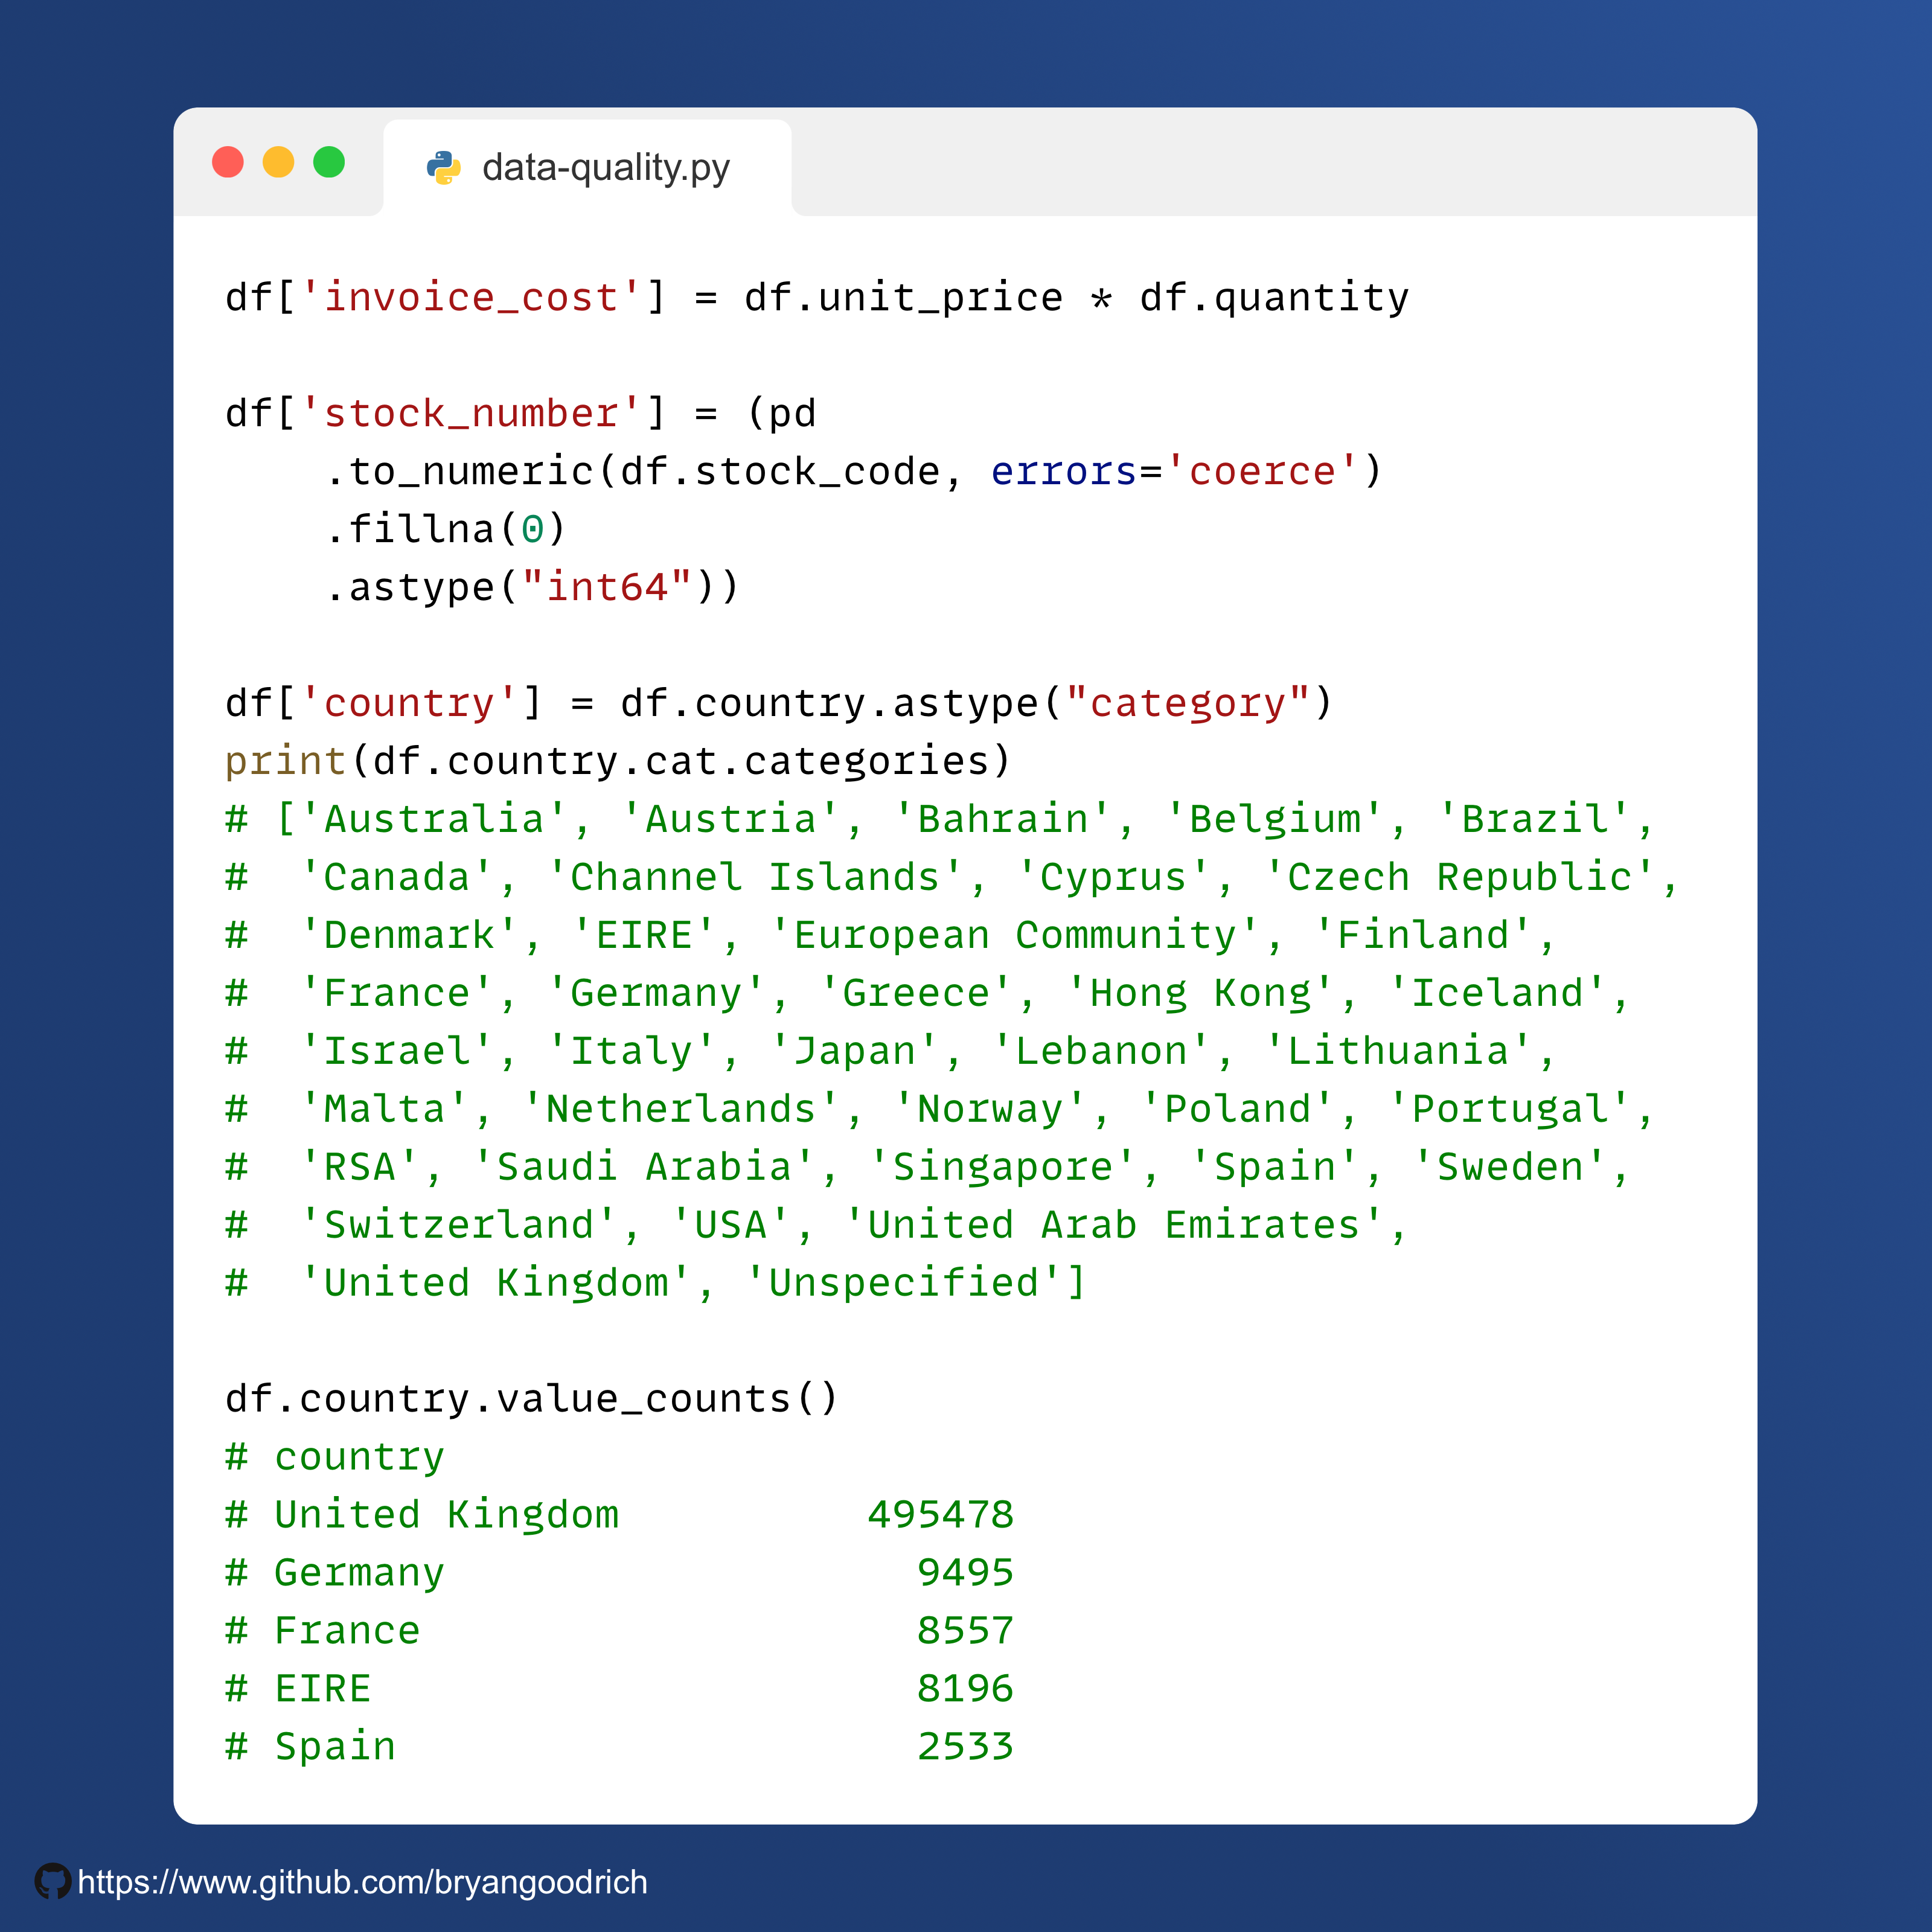 data-quality.py
df['invoice_cost'] = df.unit_price * df.quantity
df['stock_number'] = (pd
    .to_numeric(df.stock_code, errors='coerce')
    .fillna(0)
    .astype("int64"))
df['country'] = df.country.astype("category")
print(df.country.cat.categories)
# ['Australia', 'Austria', 'Bahrain', 'Belgium', 'Brazil',
#  'Canada', 'Channel Islands', 'Cyprus', 'Czech Republic',
#  'Denmark', 'EIRE', 'European Community', 'Finland',
#  'France', 'Germany', 'Greece', 'Hong Kong', 'Iceland',
#  'Israel', 'Italy', 'Japan', 'Lebanon', 'Lithuania',
#  'Malta', 'Netherlands', 'Norway', 'Poland', 'Portugal',
#  'RSA', 'Saudi Arabia', 'Singapore', 'Spain', 'Sweden',
#  'Switzerland', 'USA', 'United Arab Emirates',
#  'United Kingdom', 'Unspecified']
df.country.value_counts()
# country
# United Kingdom          495478
# Germany                   9495
# France                    8557
# EIRE                      8196
# Spain                     2533
https://www.github.com/bryangoodrich